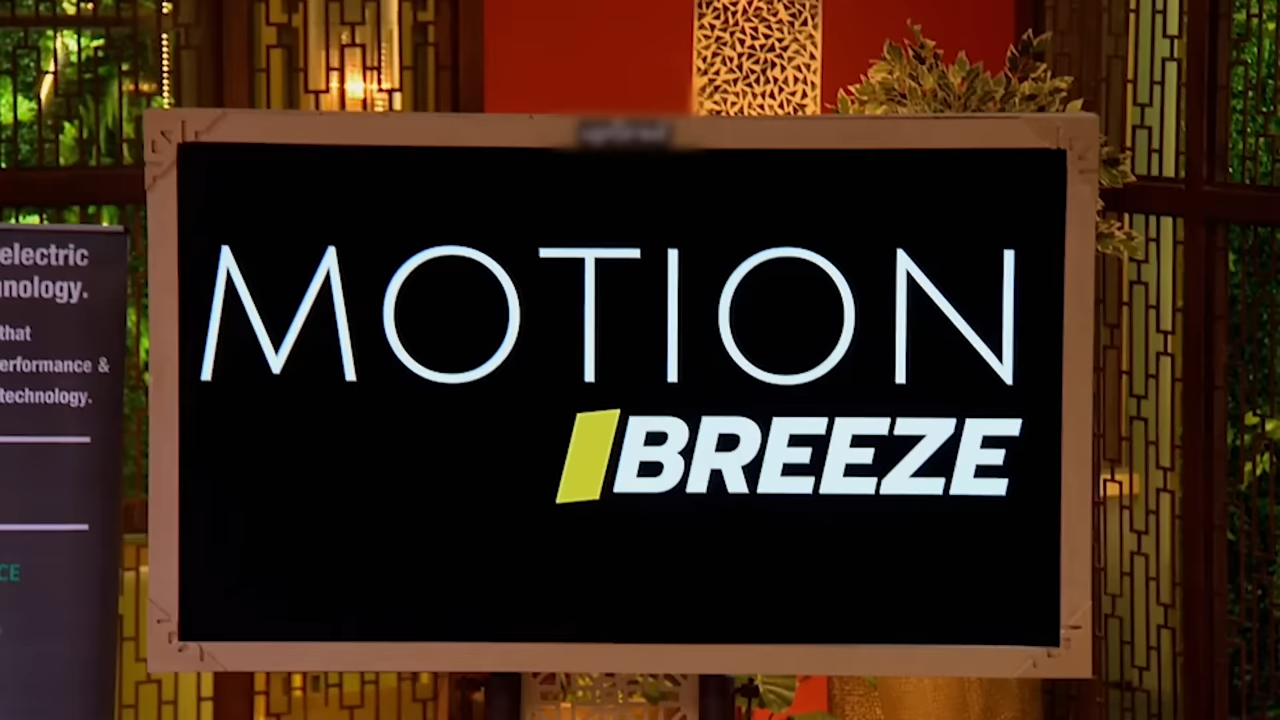 electric
nology.
that
erformance &
technology.
CE
MOTION
BREEZE